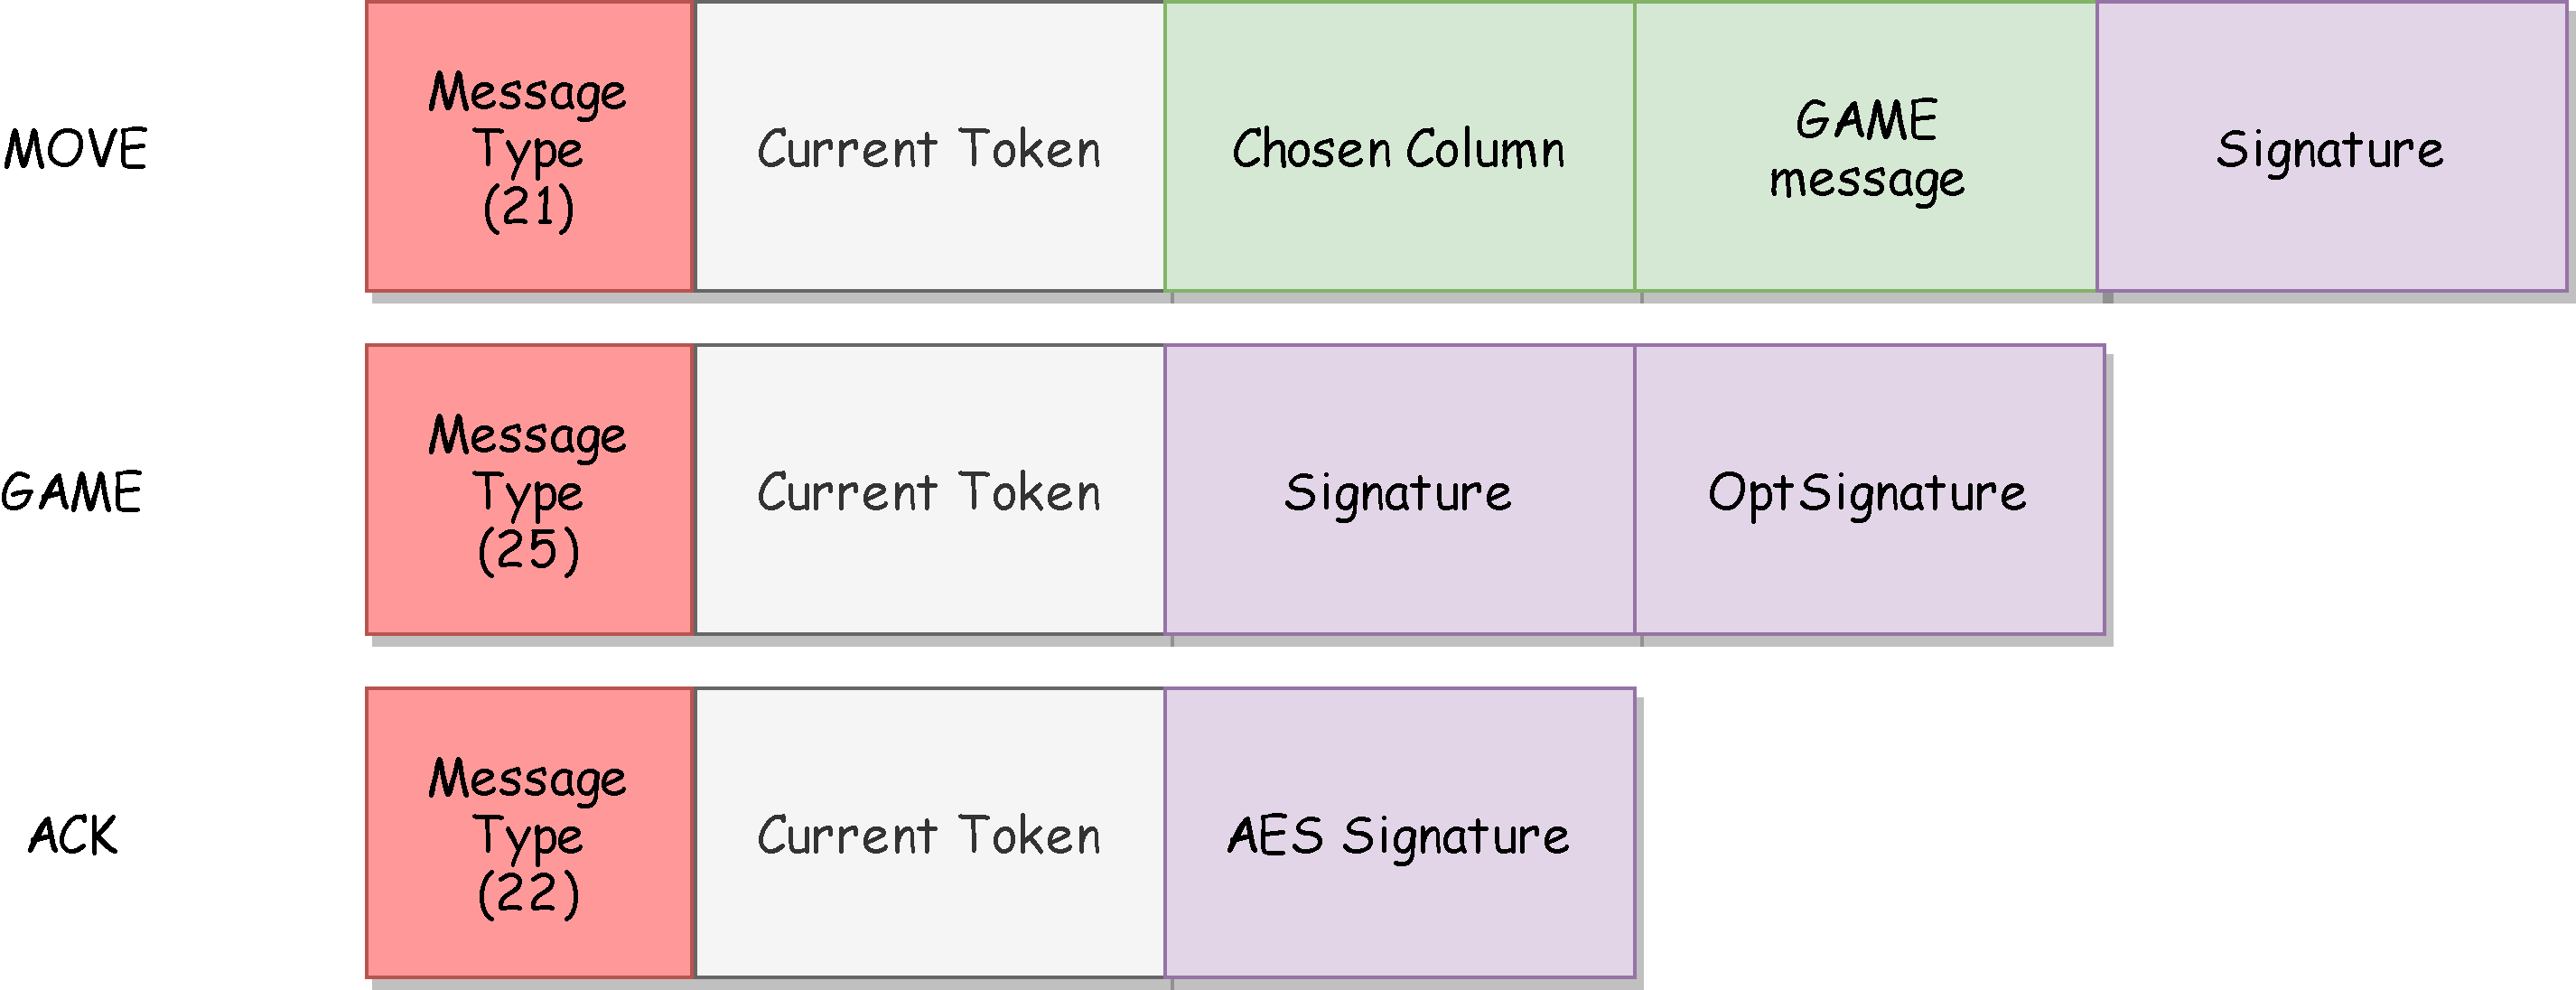 MOVE
Message
Type
(21)
Current Token
Chosen Column
GAME
message
Signature
GAME
Message
Type
(25)
Current Token
Signature
OptSignature
ACK
Message
Type
(22)
Current Token
AES Signature